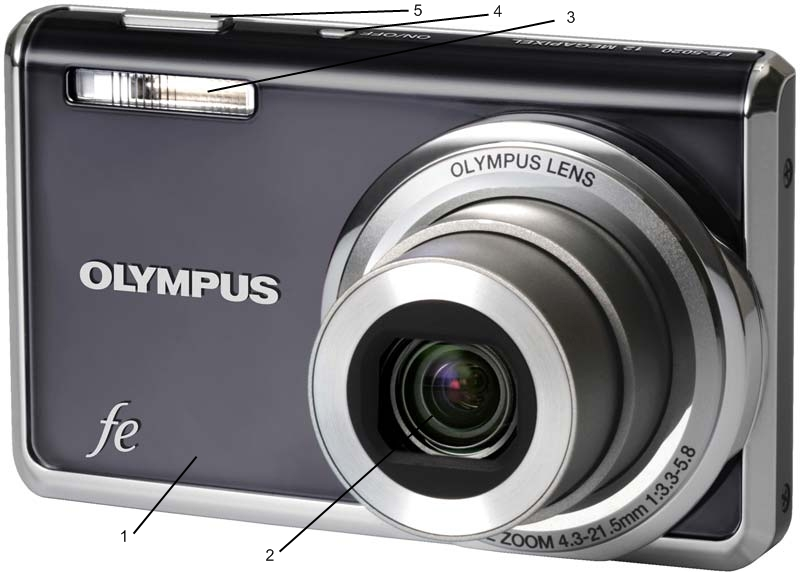 5
4
3
ON/OFF
12 MEGAPIXEL
FE-5020
OLYMPUS LENS
OLYMPUS
fe
ZOOM 4.3-21.5mm 1:3.3-5.8
1
2